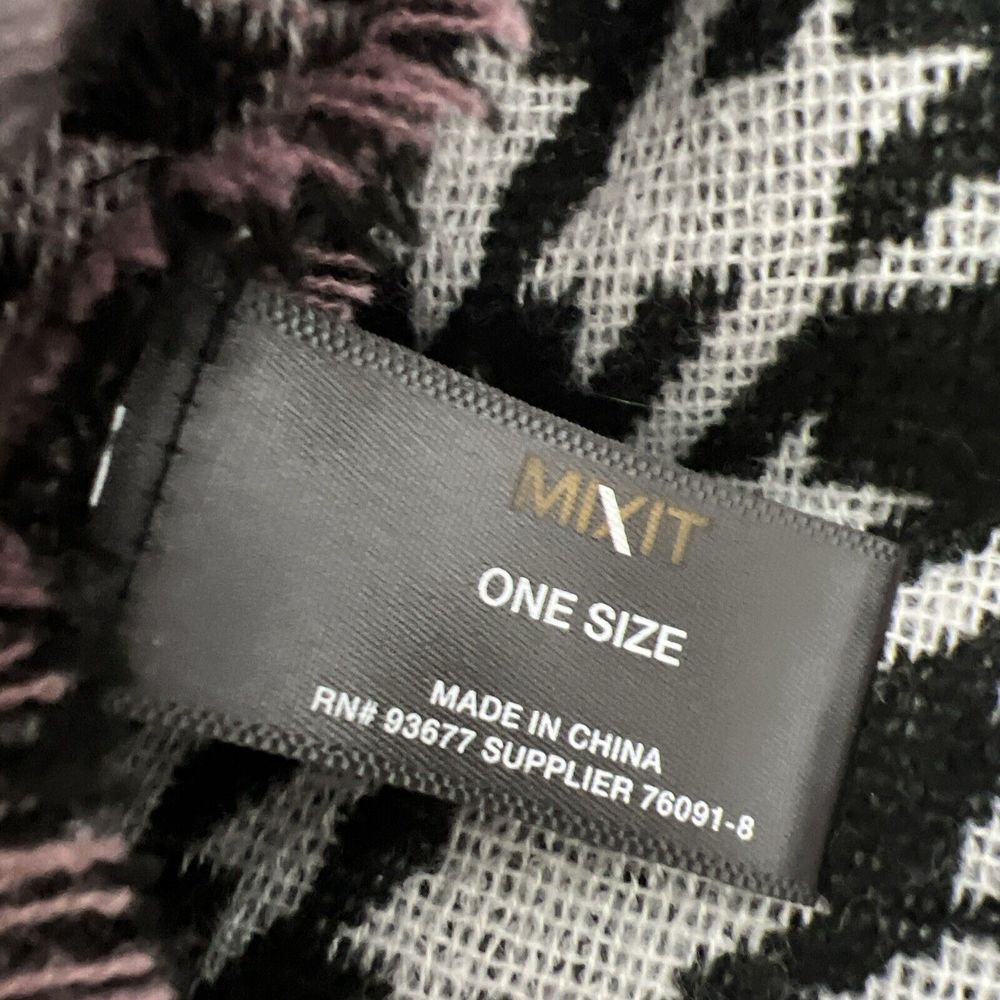 MIXIT
ONE SIZE
MADE IN CHINA
RN# 93677 SUPPLIER 76091-8